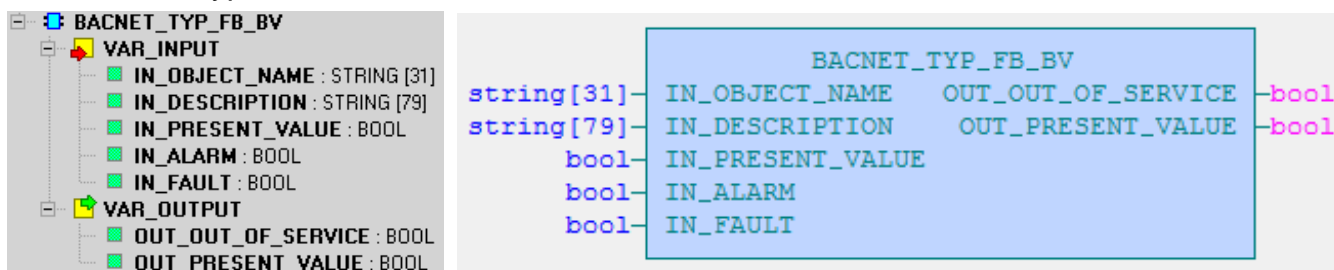 BACNET_TYP_FB_BV
VAR_INPUT
IN_OBJECT_NAME : STRING [31]
IN_DESCRIPTION : STRING [79]
IN_PRESENT_VALUE : BOOL
IN_ALARM : BOOL
IN_FAULT : BOOL
VAR_OUTPUT
OUT_OUT_OF_SERVICE : BOOL
OUT_PRESENT_VALUE : BOOL
BACNET_TYP_FB_BV
string[31] IN_OBJECT_NAME OUT_OUT_OF_SERVICE bool
string[79] IN_DESCRIPTION OUT_PRESENT_VALUE bool
bool IN_PRESENT_VALUE
bool IN_ALARM
bool IN_FAULT